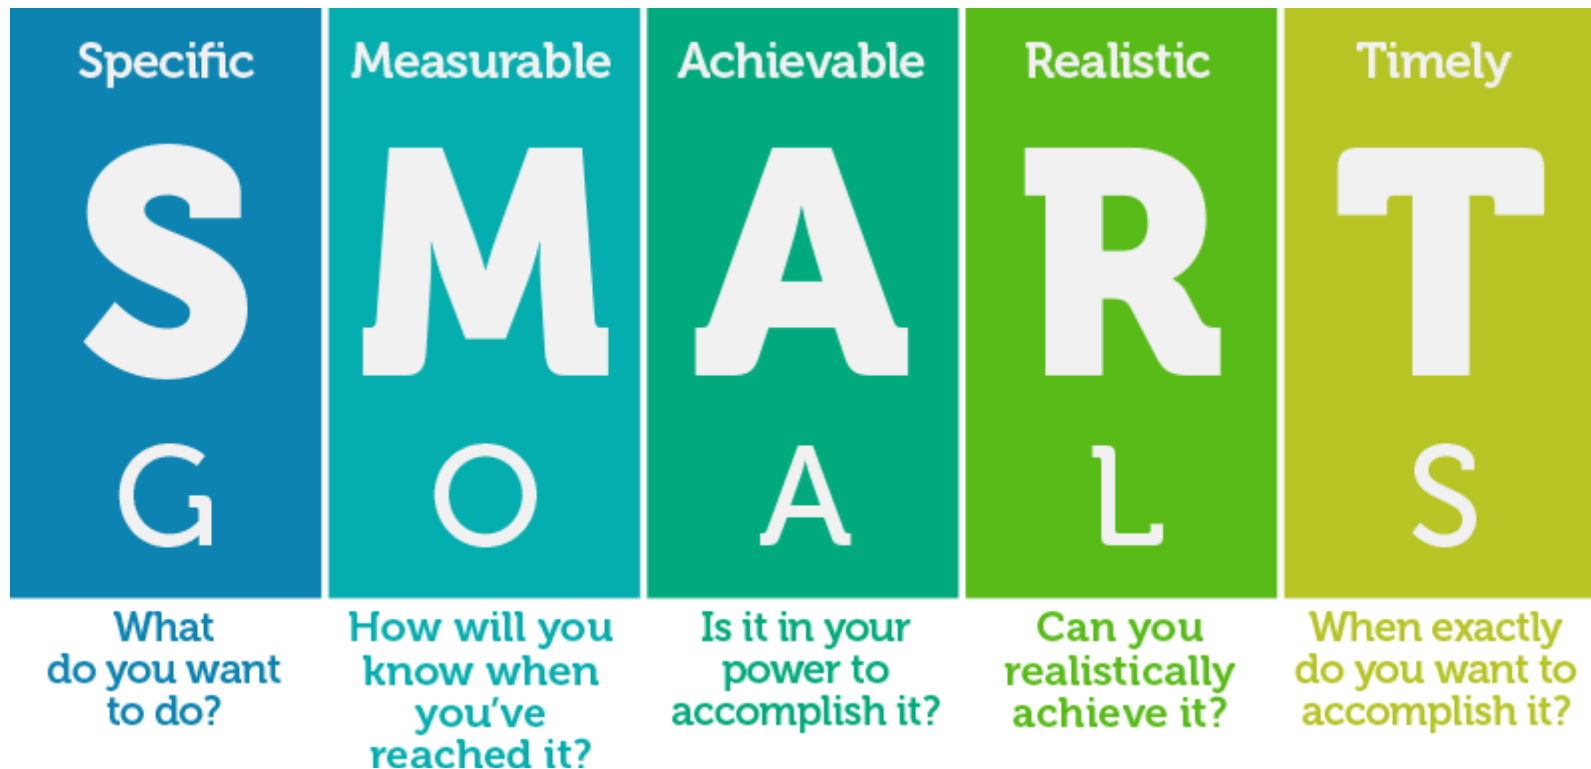 Specific
Measurable
Achievable
Realistic
Timely
S M A R T
G O A L S
What
do you want
to do?
How will you
know when
you've
reached it?
Is it in your
power to
accomplish it?
Can you
realistically
achieve it?
When exactly
do you want to
accomplish it?